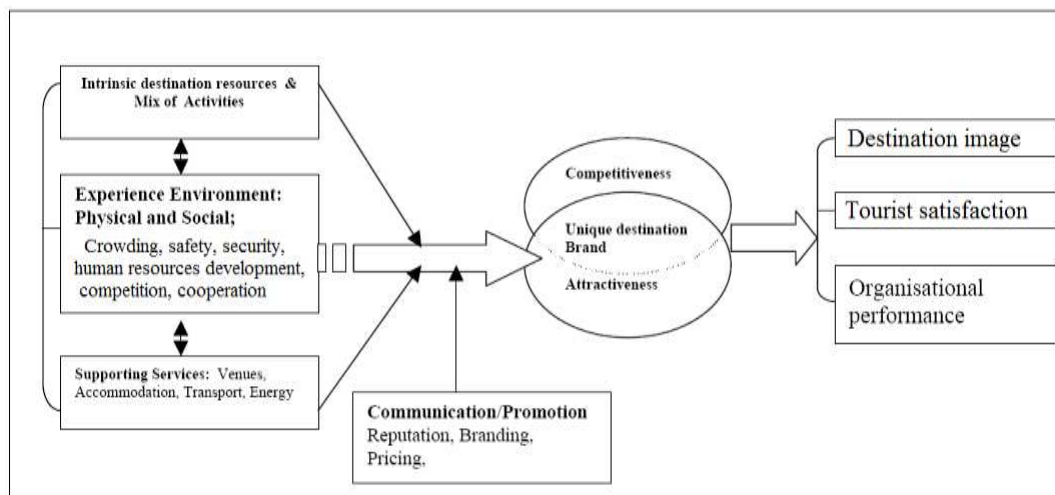 Intrinsic destination resources &
Mix of Activities
Experience Environment:
Physical and Social;
Crowding, safety, security,
human resources development,
competition, cooperation
Supporting Services: Venues,
Accommodation, Transport, Energy
Communication/Promotion
Reputation, Branding,
Pricing,
Competitiveness
Unique destination
Brand
Attractiveness
Destination image
Tourist satisfaction
Organisational
performance